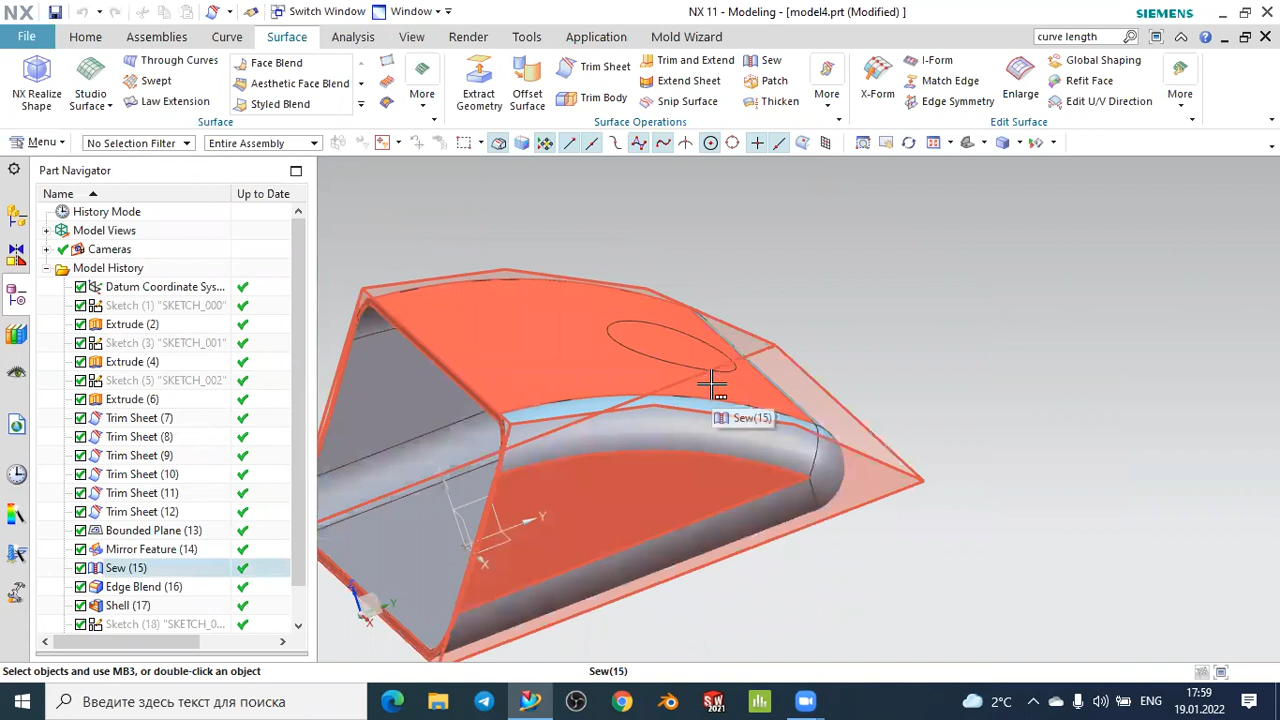 NX Switch Window Window NX 11 - Modeling - [model4.prt (Modified) ] SIEMENS
File Home Assemblies Curve Surface Analysis View Render Tools Application Mold Wizard curve length
NX Realize Shape
Studio Surface
Through Curves
Swept
Law Extension
Face Blend
Aesthetic Face Blend
Styled Blend
More
Surface
Extract Geometry
Offset Surface
Trim Sheet
Trim Body
Trim and Extend
Extend Sheet
Snip Surface
Sew
Patch
Thicken
More
Surface Operations
X-Form
I-Form
Match Edge
Edge Symmetry
Enlarge
Global Shaping
Refit Face
Edit U/V Direction
More
Edit Surface
Menu No Selection Filter Entire Assembly
Part Navigator
Name Up to Date
History Mode
Model Views
Cameras
Model History
Datum Coordinate Sys...
Sketch (1) "SKETCH_000"
Extrude (2)
Sketch (3) "SKETCH_001"
Extrude (4)
Sketch (5) "SKETCH_002"
Extrude (6)
Trim Sheet (7)
Trim Sheet (8)
Trim Sheet (9)
Trim Sheet (10)
Trim Sheet (11)
Trim Sheet (12)
Bounded Plane (13)
Mirror Feature (14)
Sew (15)
Edge Blend (16)
Shell (17)
Sketch (18) "SKETCH_0...
Sew(15)
Y
X
Y
X
Select objects and use MB3, or double-click an object Sew(15)
Введите здесь текст для поиска
SW 2021
2°C ENG
17:59
19.01.2022